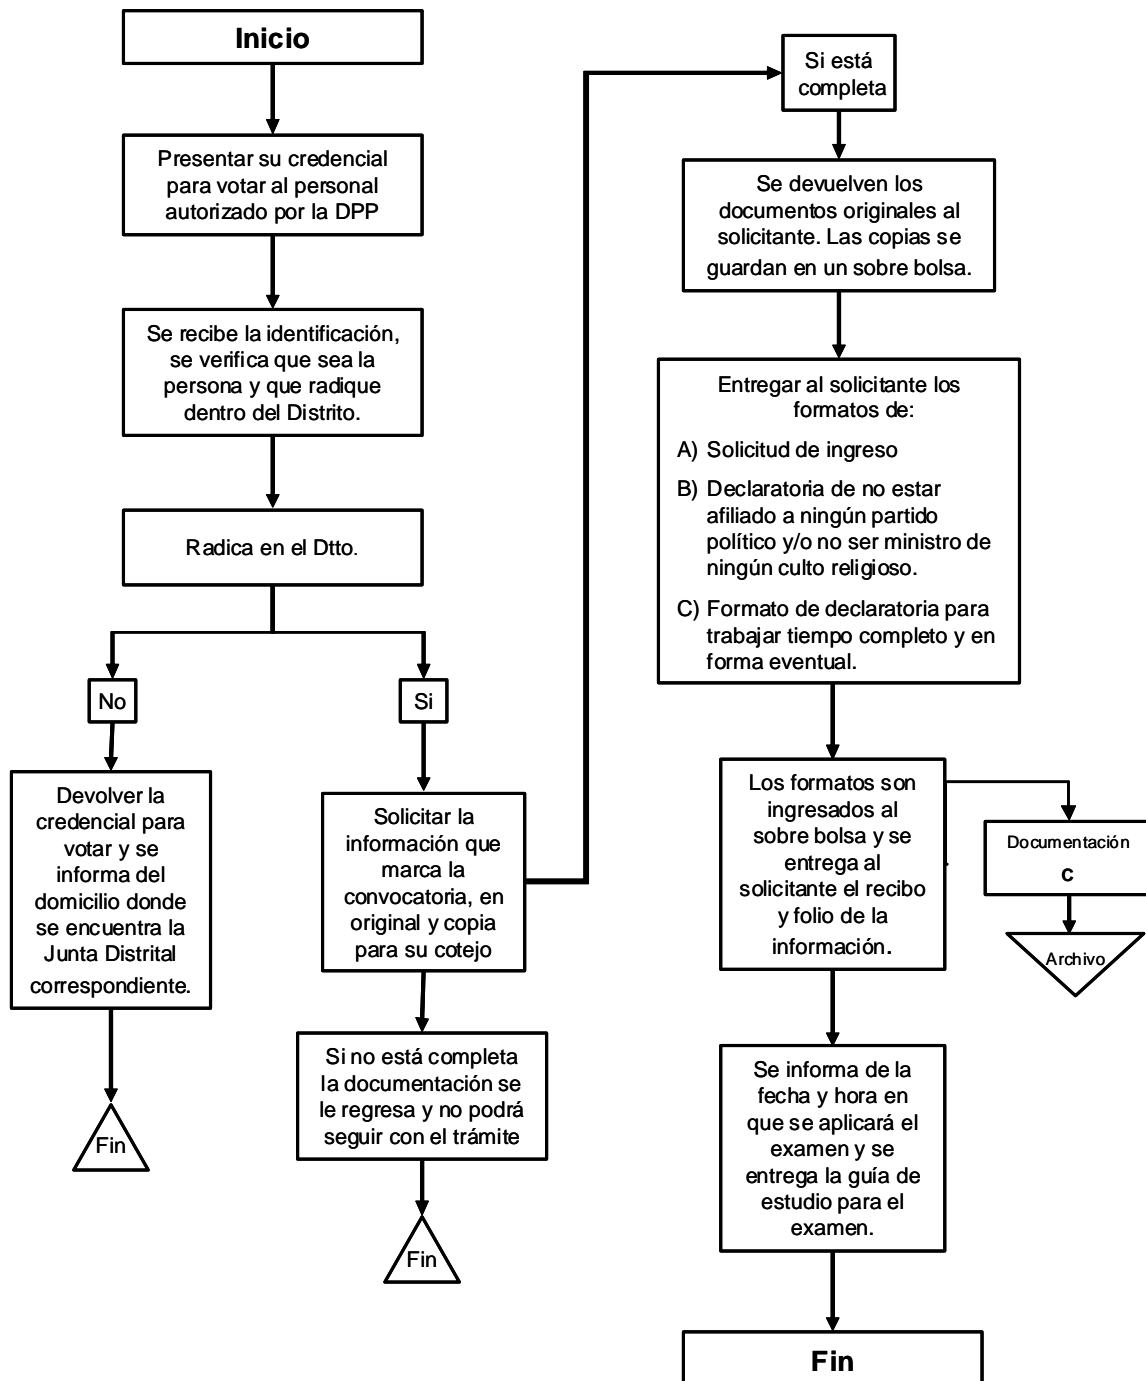 Inicio
Presentar su credencial
para votar al personal
autorizado por la DPP
Se recibe la identificación,
se verifica que sea la
persona y que radique
dentro del Distrito.
Radica en el Dtto.
No
Si
Devolver la
credencial para
votar y se
informa del
domicilio donde
se encuentra la
Junta Distrital
correspondiente.
Fin
Solicitar la
información que
marca la
convocatoria, en
original y copia
para su cotejo
Si no está completa
la documentación se
le regresa y no podrá
seguir con el trámite
Fin
Si está
completa
Se devuelven los
documentos originales al
solicitante. Las copias se
guardan en un sobre bolsa.
Entregar al solicitante los
formatos de:
A) Solicitud de ingreso
B) Declaratoria de no estar
afiliado a ningún partido
político y/o no ser ministro de
ningún culto religioso.
C) Formato de declaratoria para
trabajar tiempo completo y en
forma eventual.
Los formatos son
ingresados al
sobre bolsa y se
entrega al
solicitante el recibo
y folio de la
información.
Documentación
c
Archivo
Se informa de la
fecha y hora en
que se aplicará el
examen y se
entrega la guía de
estudio para el
examen.
Fin